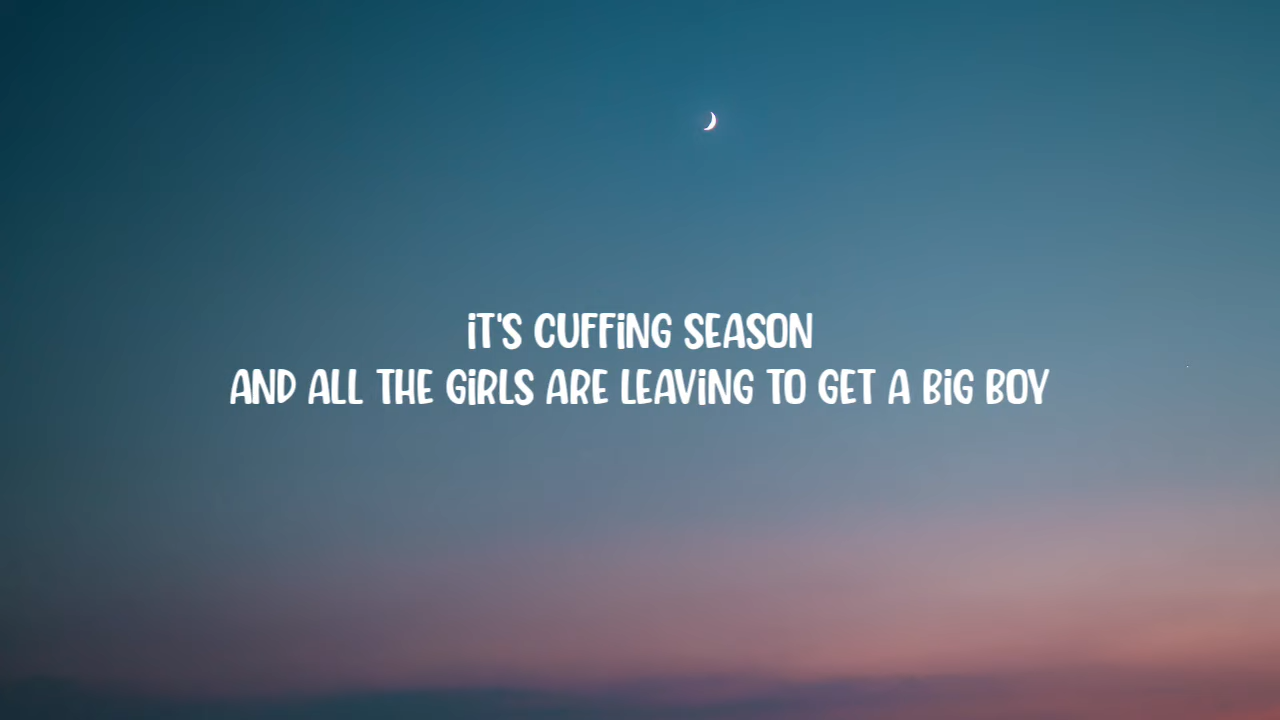 iT'S CUFFiNG SEASON
AND ALL THE GiRLS ARE LEAViNG TO GET A BiG BOY